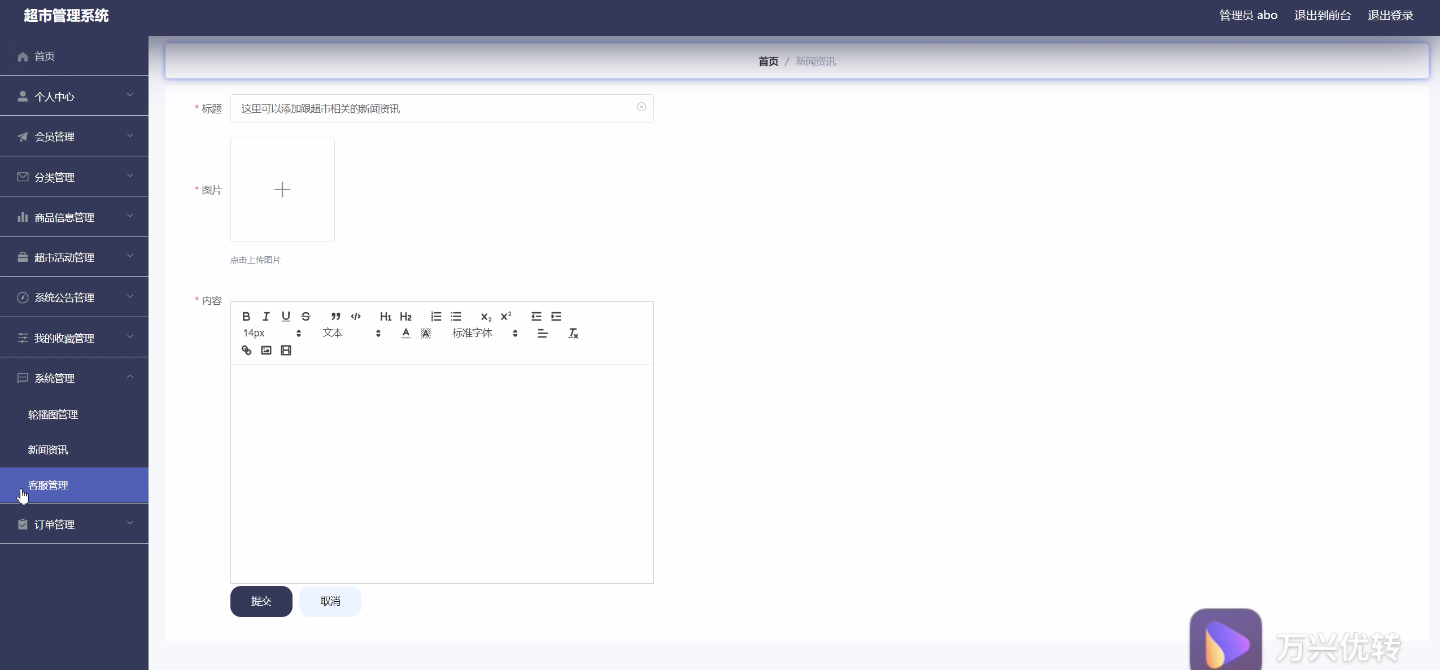 超市管理系统
管理员 abo 退出到前台 退出登录
首页
个人中心
会员管理
分类管理
商品信息管理
超市活动管理
系统公告管理
我的收藏管理
系统管理
轮播图管理
新闻资讯
客服管理
订单管理
首页 / 新闻资讯
* 标题 这里可以添加跟超市相关的新闻资讯
* 图片
点击上传图片
* 内容
B I U S H1 H2 X2 X2
14px 文本 A A 标准字体 Tx
提交 取消
万兴优转